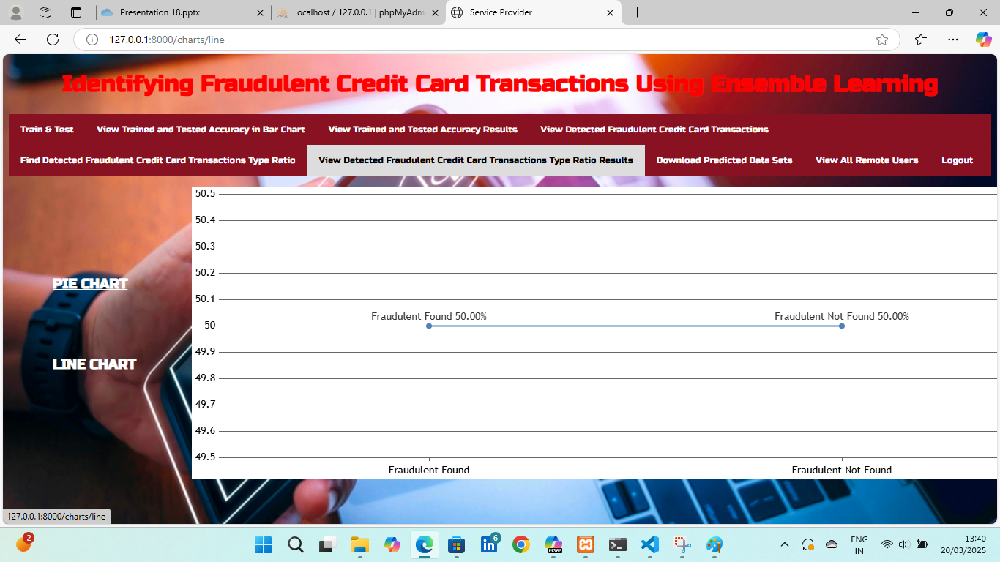 Presentation 18.pptx
localhost / 127.0.0.1 | phpMyAdm
Service Provider
127.0.0.1:8000/charts/line
Identifying Fraudulent Credit Card Transactions Using Ensemble Learning
Train & Test View Trained and Tested Accuracy in Bar Chart View Trained and Tested Accuracy Results View Detected Fraudulent Credit Card Transactions
Find Detected Fraudulent Credit Card Transactions Type Ratio View Detected Fraudulent Credit Card Transactions Type Ratio Results Download Predicted Data Sets View All Remote Users Logout
PIE CHART
LINE CHART
50.5
50.4
50.3
50.2
50.1
50
49.9
49.8
49.7
49.6
49.5
Fraudulent Found 50.00%
Fraudulent Not Found 50.00%
Fraudulent Found
Fraudulent Not Found
127.0.0.1:8000/charts/line
2
6
M365
ENG
IN
13:40
20/03/2025